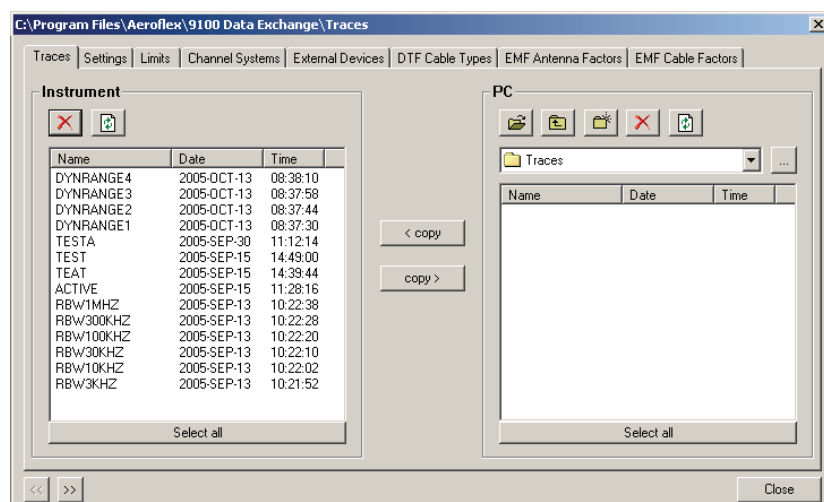 C:\Program Files\Aeroflex\9100 Data Exchange\Traces
Traces Settings Limits Channel Systems External Devices DTF Cable Types EMF Antenna Factors EMF Cable Factors
Instrument
Name Date Time
DYNRANGE4 2005-OCT-13 08:38:10
DYNRANGE3 2005-OCT-13 08:37:58
DYNRANGE2 2005-OCT-13 08:37:44
DYNRANGE1 2005-OCT-13 08:37:30
TESTA 2005-SEP-30 11:12:14
TEST 2005-SEP-15 14:49:00
TEAT 2005-SEP-15 14:39:44
ACTIVE 2005-SEP-15 11:28:16
RBW1MHZ 2005-SEP-13 10:22:38
RBW300KHZ 2005-SEP-13 10:22:28
RBW100KHZ 2005-SEP-13 10:22:20
RBW30KHZ 2005-SEP-13 10:22:10
RBW10KHZ 2005-SEP-13 10:22:02
RBW3KHZ 2005-SEP-13 10:21:52
Select all
< copy
copy >
PC
Traces
...
Name Date Time
Select all
<< >>
Close